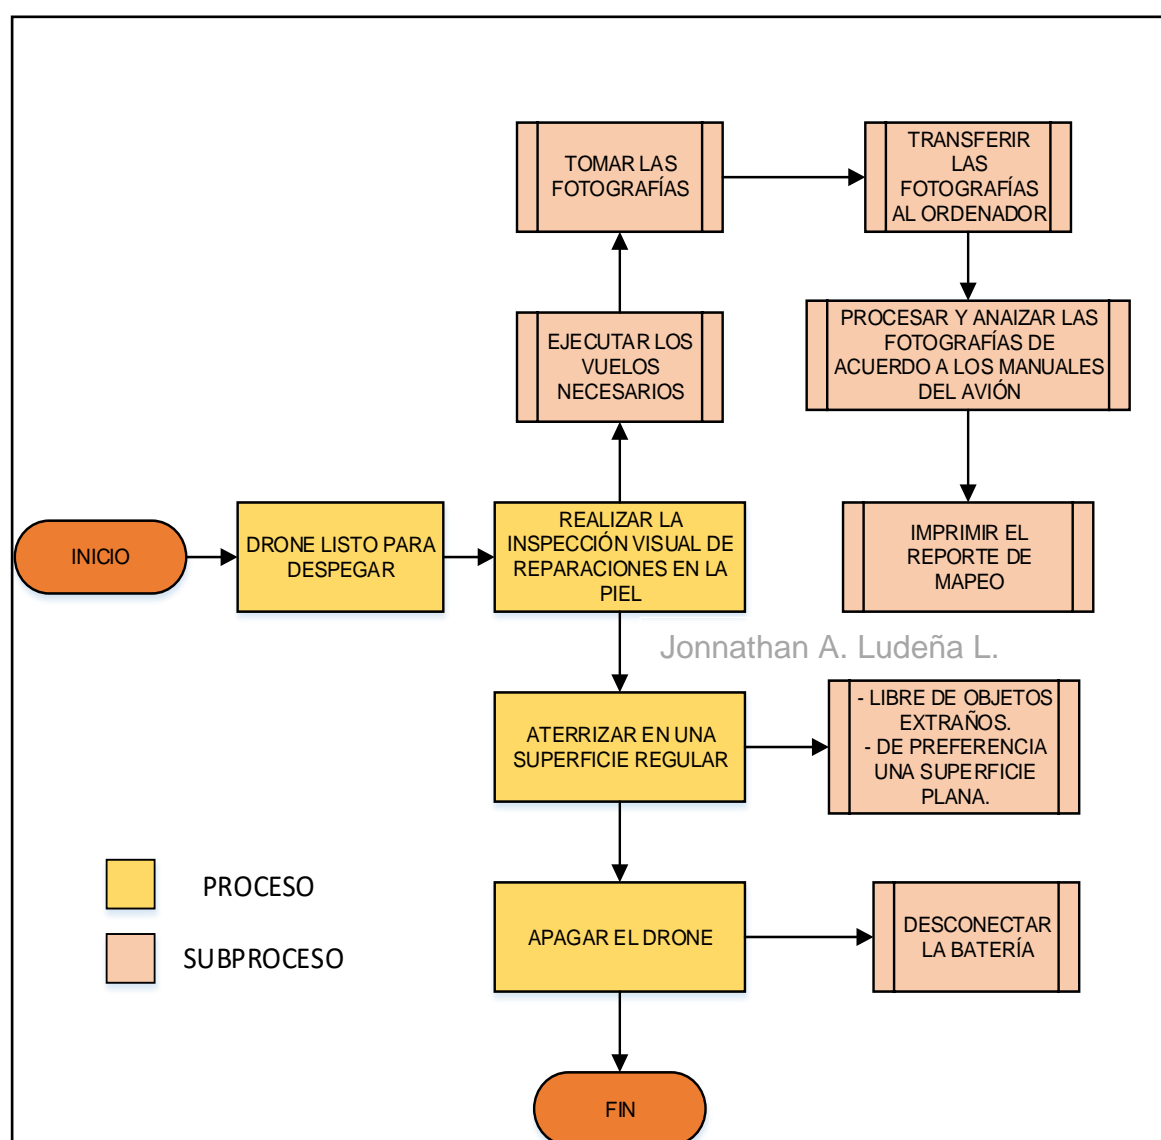 TOMAR LAS
FOTOGRAFÍAS
TRANSFERIR
LAS
FOTOGRAFÍAS
AL ORDENADOR
EJECUTAR LOS
VUELOS
NECESARIOS
PROCESAR Y ANAIZAR LAS
FOTOGRAFÍAS DE
ACUERDO A LOS MANUALES
DEL AVIÓN
INICIO
DRONE LISTO PARA
DESPEGAR
REALIZAR LA
INSPECCIÓN VISUAL DE
REPARACIONES EN LA
PIEL
IMPRIMIR EL
REPORTE DE
MAPEO
Jonnathan A. Ludeña L.
ATERRIZAR EN UNA
SUPERFICIE REGULAR
- LIBRE DE OBJETOS
EXTRAÑOS.
- DE PREFERENCIA
UNA SUPERFICIE
PLANA.
PROCESO
SUBPROCESO
APAGAR EL DRONE
DESCONECTAR
LA BATERÍA
FIN